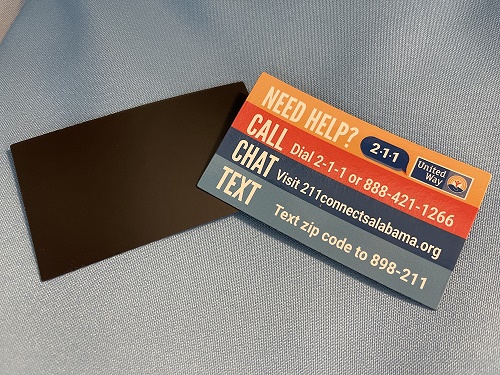 NEED HELP?
2-1-1
United
Way
CALL Dial 2-1-1 or 888-421-1266
CHAT Visit 211connectsalabama.org
TEXT Text zip code to 898-211